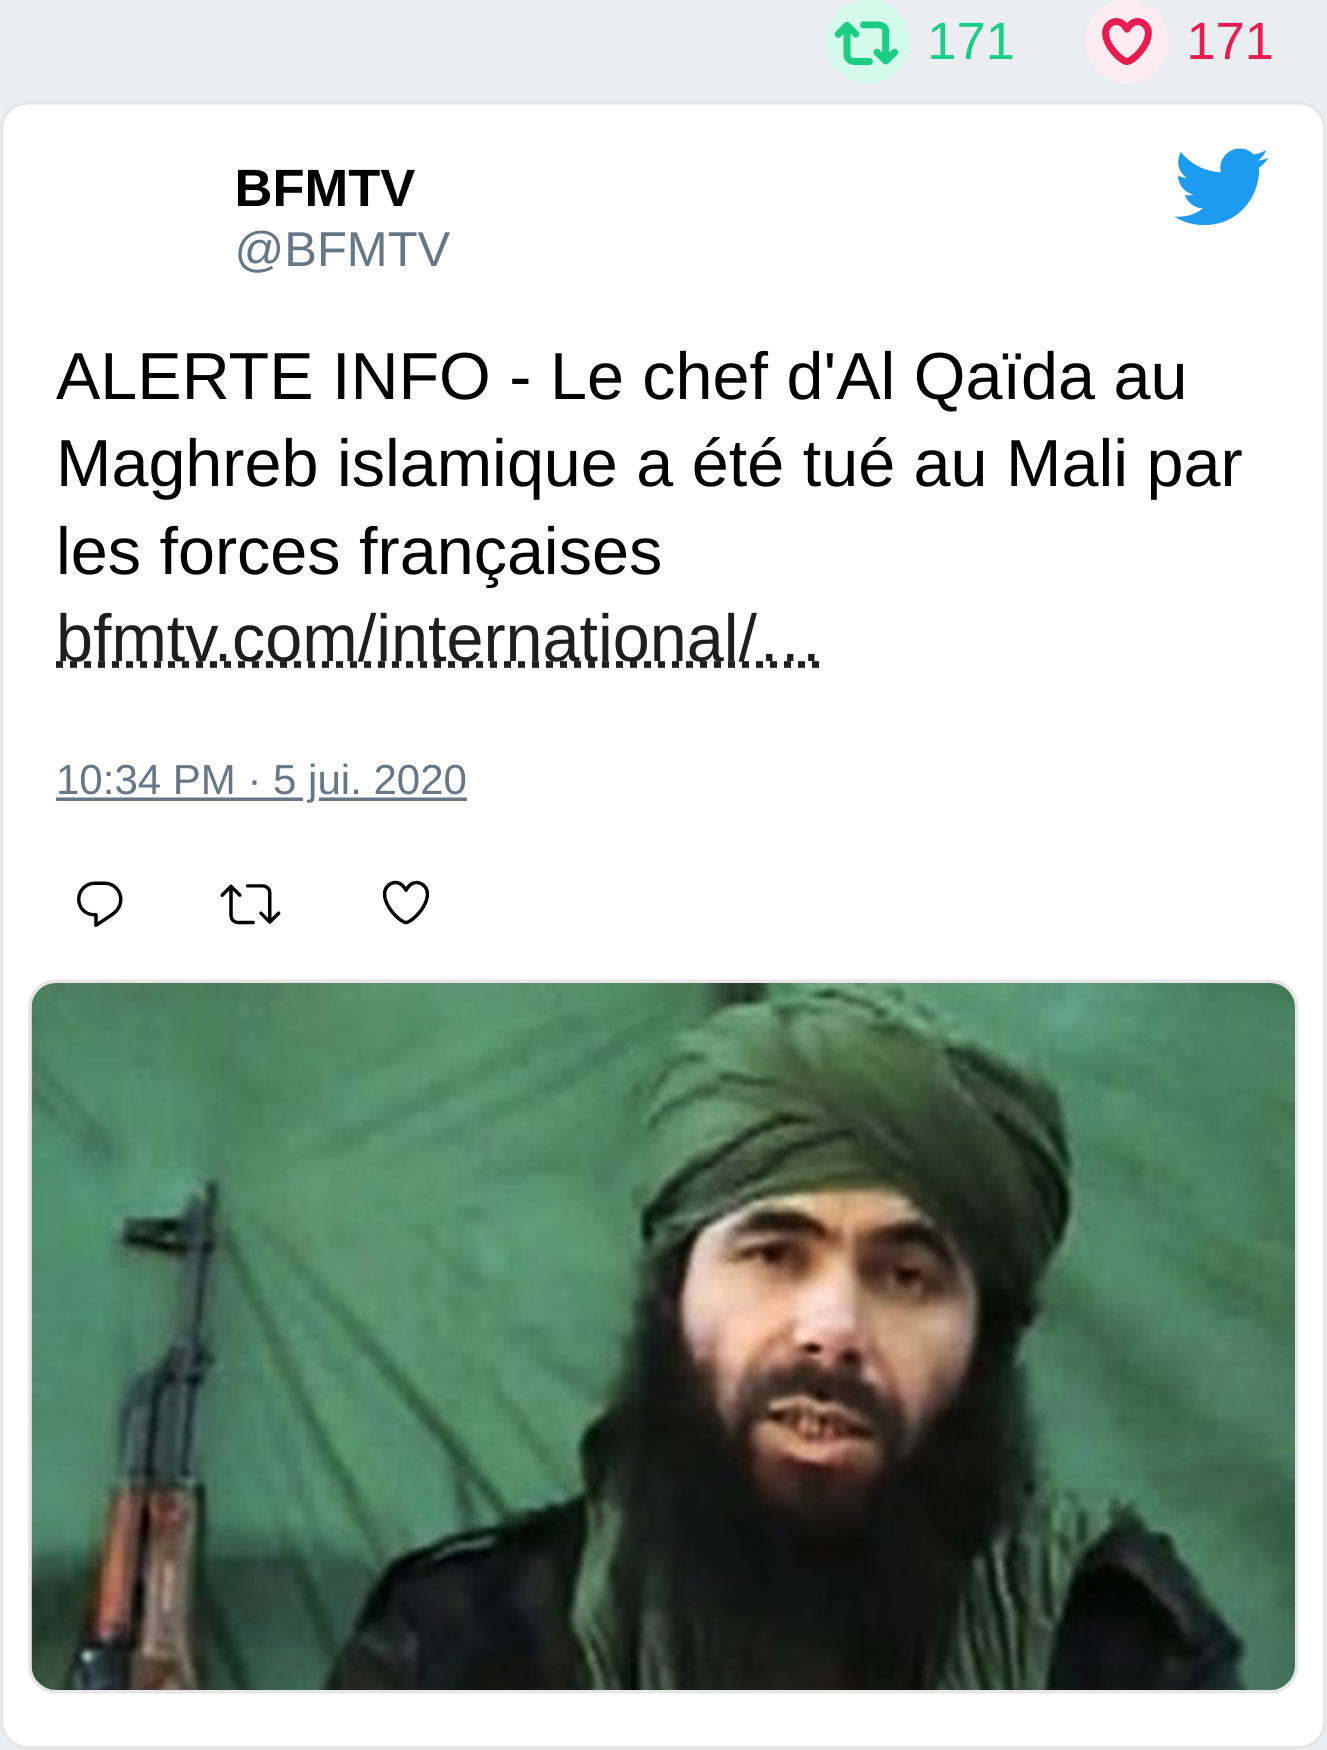 171 171
BFMTV
@BFMTV
ALERTE INFO - Le chef d'Al Qaïda au
Maghreb islamique a été tué au Mali par
les forces françaises
bfmtv.com/international/…
10:34 PM · 5 jui. 2020